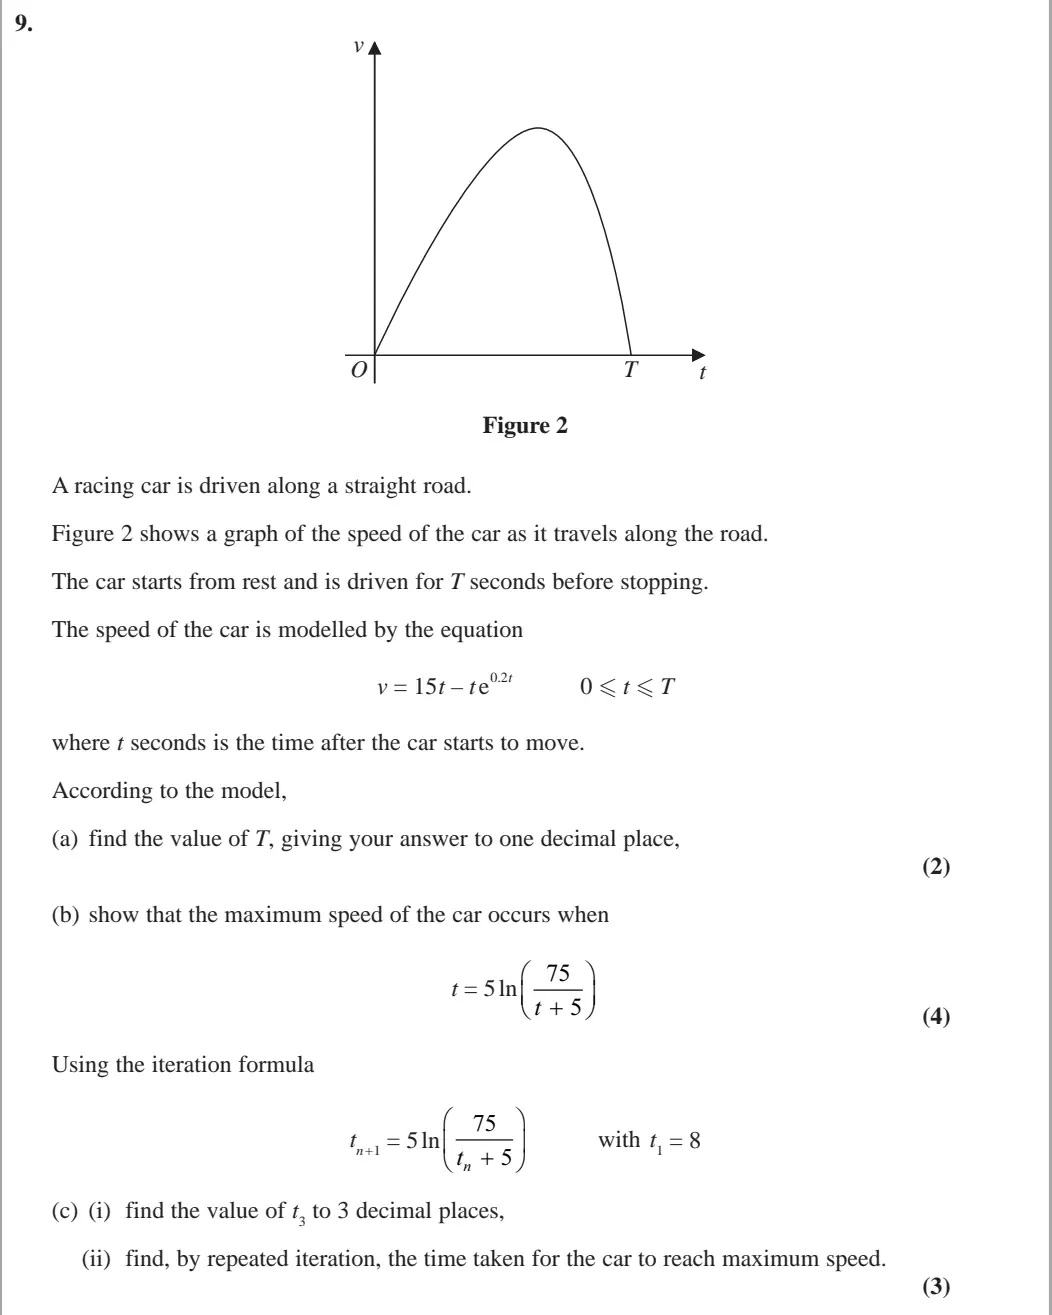 9.
v
O
T
t
Figure 2
A racing car is driven along a straight road.
Figure 2 shows a graph of the speed of the car as it travels along the road.
The car starts from rest and is driven for T seconds before stopping.
The speed of the car is modelled by the equation
v = 15t – te^{0.2t} 0 ⩽ t ⩽ T
where t seconds is the time after the car starts to move.
According to the model,
(a) find the value of T, giving your answer to one decimal place,
(2)
(b) show that the maximum speed of the car occurs when
t = 5 ln(75/(t + 5))
(4)
Using the iteration formula
t_{n+1} = 5 ln(75/(t_n + 5)) with t_1 = 8
(c) (i) find the value of t_3 to 3 decimal places,
(ii) find, by repeated iteration, the time taken for the car to reach maximum speed.
(3)